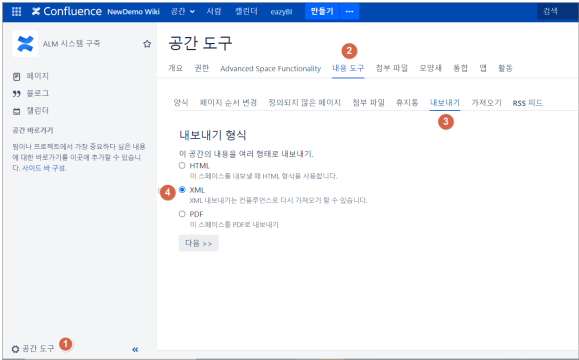 Confluence NewDemo Wiki 공간 사람 캘린더 eazyBI 만들기 ··· 검색
ALM 시스템 구축
페이지
블로그
캘린더
공간 바로가기
팀이나 프로젝트에서 가장 중요하다 싶은 내용
에 대한 바로가기를 이곳에 추가할 수 있습니
다. 사이드 바 구성.
공간 도구 1 «
공간 도구
2
개요 권한 Advanced Space Functionality 내용 도구 첨부 파일 모양새 통합 앱 활동
양식 페이지 순서 변경 정의되지 않은 페이지 첨부 파일 휴지통 내보내기 가져오기 RSS 피드
3
내보내기 형식
이 공간의 내용을 여러 형태로 내보내기.
HTML
이 스페이스를 내보낼 때 HTML 형식을 사용합니다.
4 XML
XML 내보내기는 컨플루언스로 다시 가져오기 할 수 있습니다.
PDF
이 스페이스를 PDF로 내보내기
다음 >>